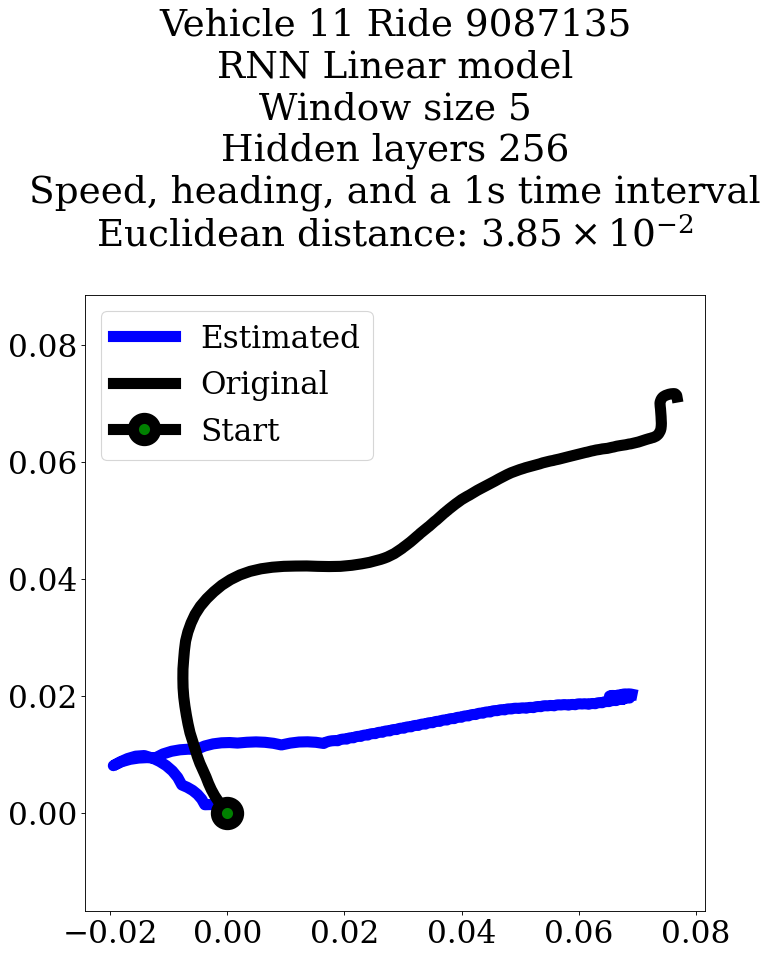 Vehicle 11 Ride 9087135
RNN Linear model
Window size 5
Hidden layers 256
Speed, heading, and a 1s time interval
Euclidean distance: 3.85 × 10⁻²
Estimated
Original
Start
0.08
0.06
0.04
0.02
0.00
−0.02 0.00 0.02 0.04 0.06 0.08